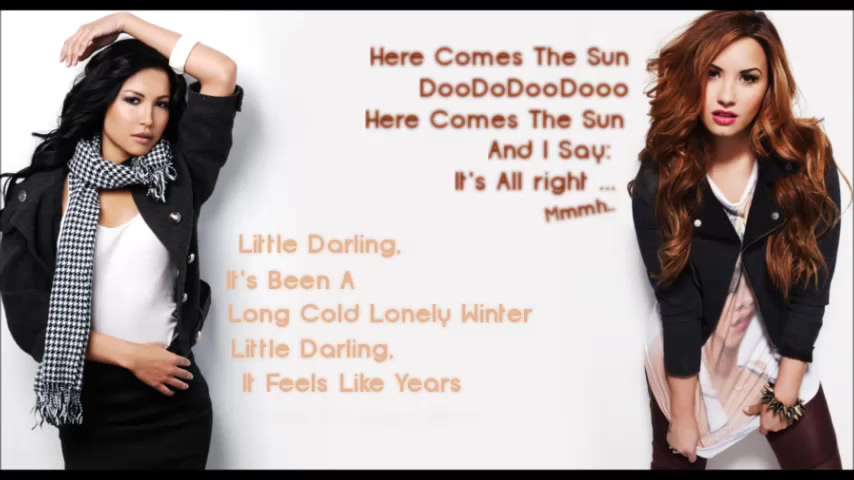 Here Comes The Sun
DooDoDooDooo
Here Comes The Sun
And I Say:
It's All right ...
Mmmh..
Little Darling,
It's Been A
Long Cold Lonely Winter
Little Darling,
It Feels Like Years